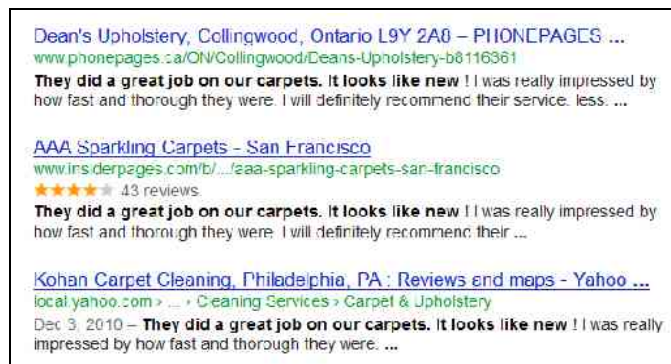 Dean's Upholstery, Collingwood, Ontario L9Y 2A8 – PHONEPAGES ...
www.phonepages.ca/ON/Collingwood/Deans-Upholstery-b8116361
They did a great job on our carpets. It looks like new ! I was really impressed by
how fast and thorough they were. I will definitely recommend their service. less. ...
AAA Sparkling Carpets - San Francisco
www.insiderpages.com/b/.../aaa-sparkling-carpets-san-francisco
43 reviews
They did a great job on our carpets. It looks like new ! I was really impressed by
how fast and thorough they were. I will definitely recommend their ...
Kohan Carpet Cleaning, Philadelphia, PA : Reviews and maps - Yahoo ...
local.yahoo.com › ... › Cleaning Services › Carpet & Upholstery
Dec 3, 2010 – They did a great job on our carpets. It looks like new ! I was really
impressed by how fast and thorough they were. ...